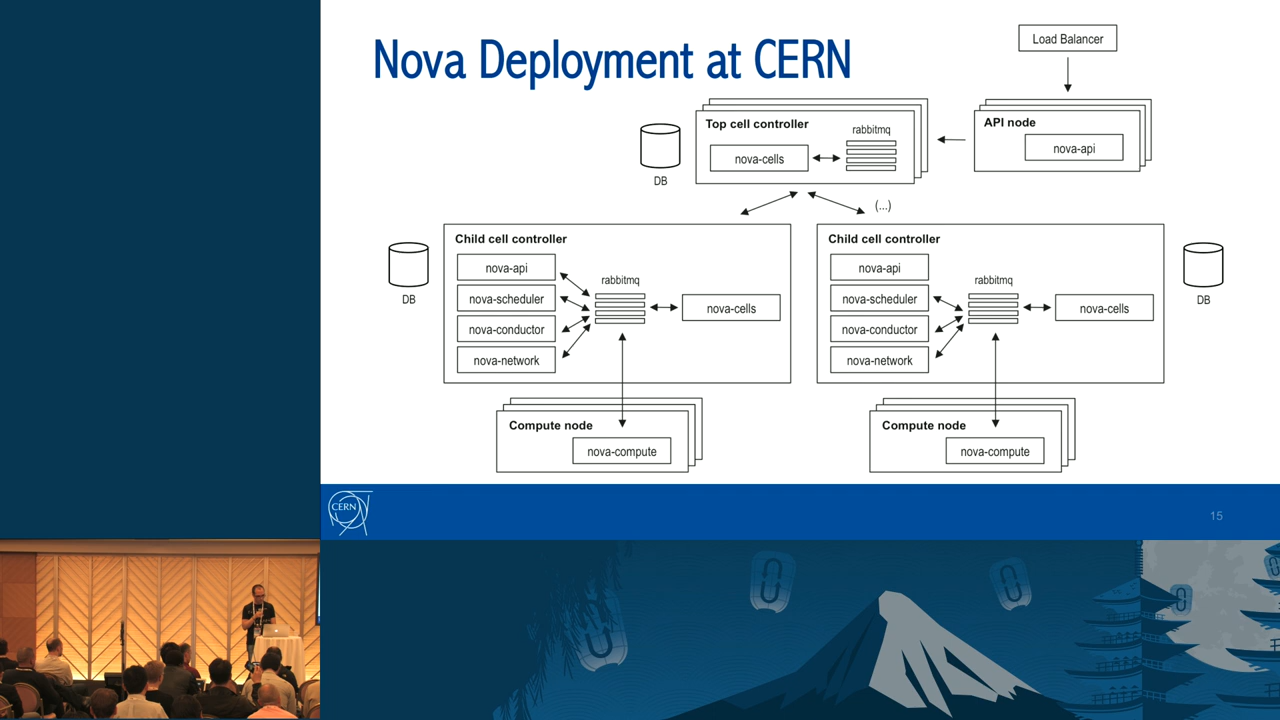 Nova Deployment at CERN
Load Balancer
Top cell controller
rabbitmq
nova-cells
DB
API node
nova-api
(...)
Child cell controller
nova-api
nova-scheduler
nova-conductor
nova-network
rabbitmq
nova-cells
DB
Child cell controller
nova-api
nova-scheduler
nova-conductor
nova-network
rabbitmq
nova-cells
DB
Compute node
nova-compute
Compute node
nova-compute
CERN
15